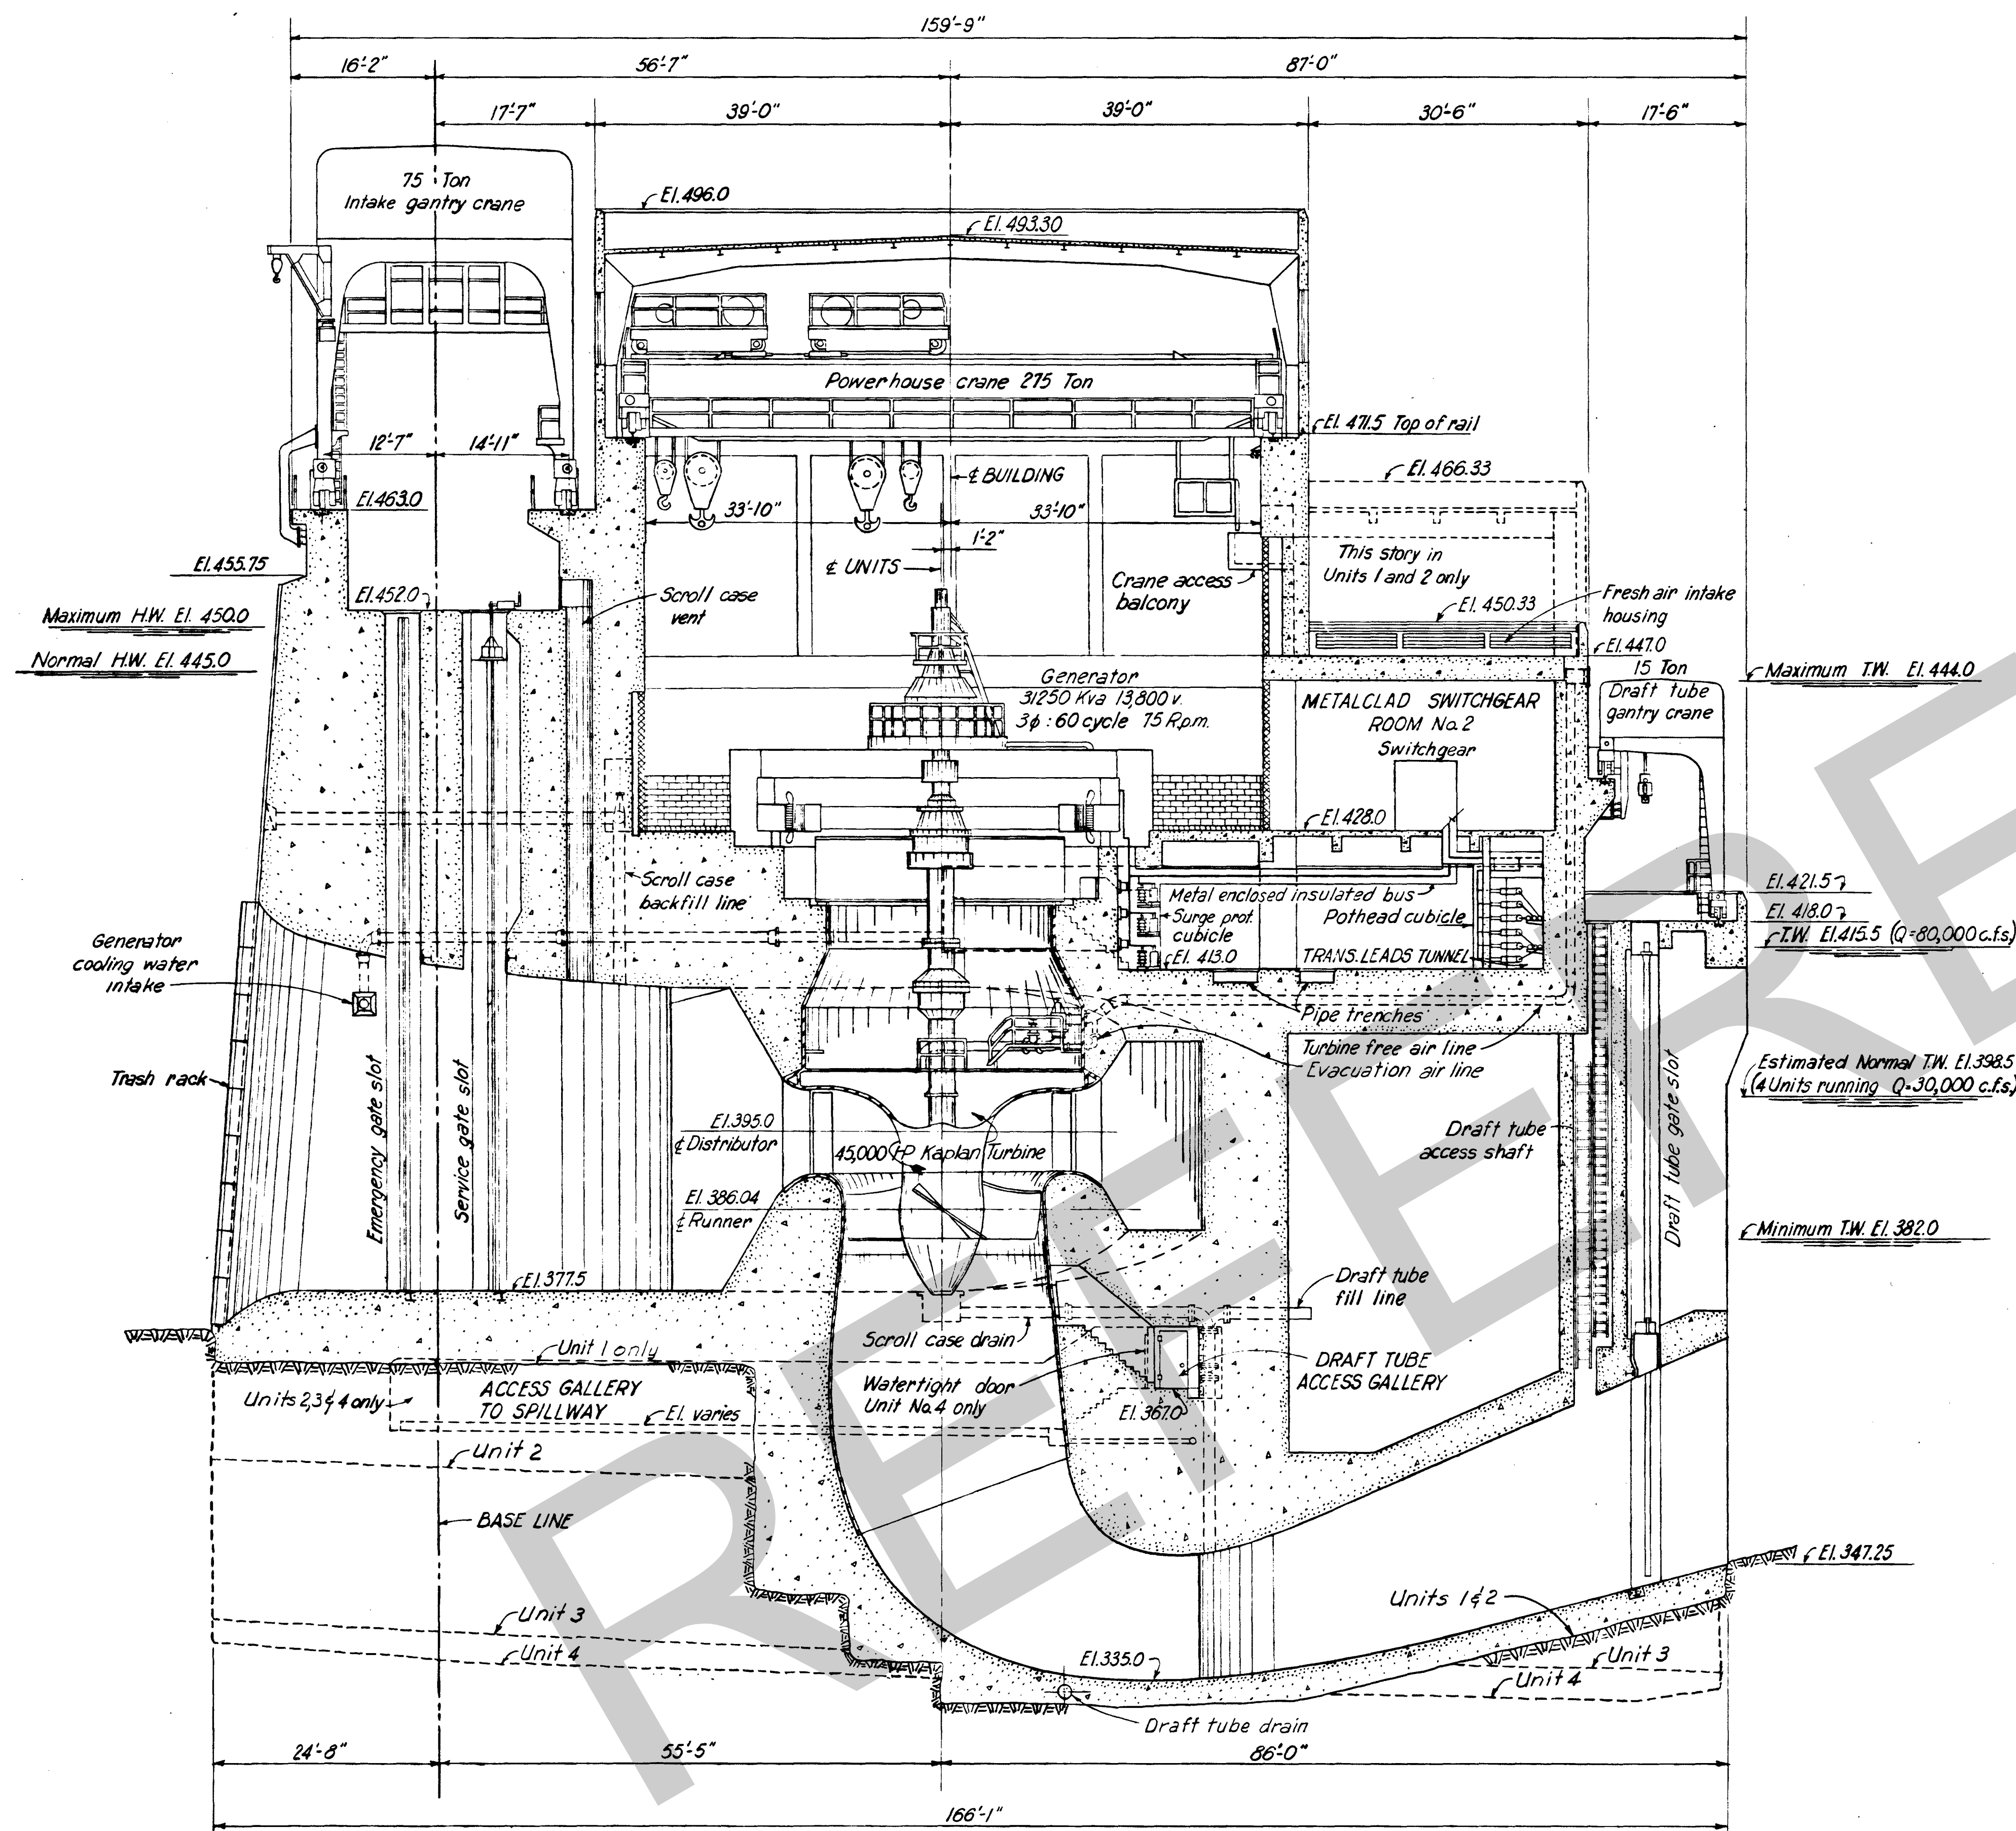 159'-9"
16'-2"
56'-7"
87'-0"
17'-7"
39'-0"
39'-0"
30'-6"
17'-6"
75 Ton
Intake gantry crane
El. 496.0
El. 493.30
Powerhouse crane 275 Ton
El. 471.5 Top of rail
12'-7"
14'-11"
El. 466.33
℄ BUILDING
El. 463.0
33'-10"
33'-10"
1'-2"
℄ UNITS
This story in
Units 1 and 2 only
El. 455.75
Crane access
balcony
El. 452.0
Scroll case
vent
Fresh air intake
housing
El. 450.33
Maximum H.W. El. 450.0
El. 447.0
Normal H.W. El. 445.0
15 Ton
Draft tube
gantry crane
Maximum T.W. El. 444.0
Generator
31250 Kva 13,800 v.
3ϕ : 60 cycle 75 R.p.m.
METALCLAD SWITCHGEAR
ROOM No. 2
Switchgear
El. 428.0
Scroll case
backfill line
Metal enclosed insulated bus
Surge prot.
cubicle
Pothead cubicle
El. 421.5
El. 418.0
T.W. El. 415.5 (Q=80,000 c.f.s)
El. 413.0
TRANS. LEADS TUNNEL
Generator
cooling water
intake
Pipe trenches
Turbine free air line
Evacuation air line
Trash rack
Emergency gate slot
Service gate slot
Draft tube gate slot
Estimated Normal T.W. El. 398.5
(4 Units running Q=30,000 c.f.s)
El. 395.0
℄ Distributor
45,000 HP Kaplan Turbine
Draft tube
access shaft
El. 386.04
℄ Runner
Minimum T.W. El. 382.0
El. 377.5
Draft tube
fill line
Scroll case drain
Unit 1 only
Units 2,3 & 4 only
ACCESS GALLERY
TO SPILLWAY
Watertight door
Unit No. 4 only
DRAFT TUBE
ACCESS GALLERY
El. 367.0
El. varies
Unit 2
BASE LINE
El. 347.25
Units 1 & 2
Unit 3
Unit 4
El. 335.0
Unit 3
Unit 4
Draft tube drain
24'-8"
55'-5"
86'-0"
166'-1"
REFERE